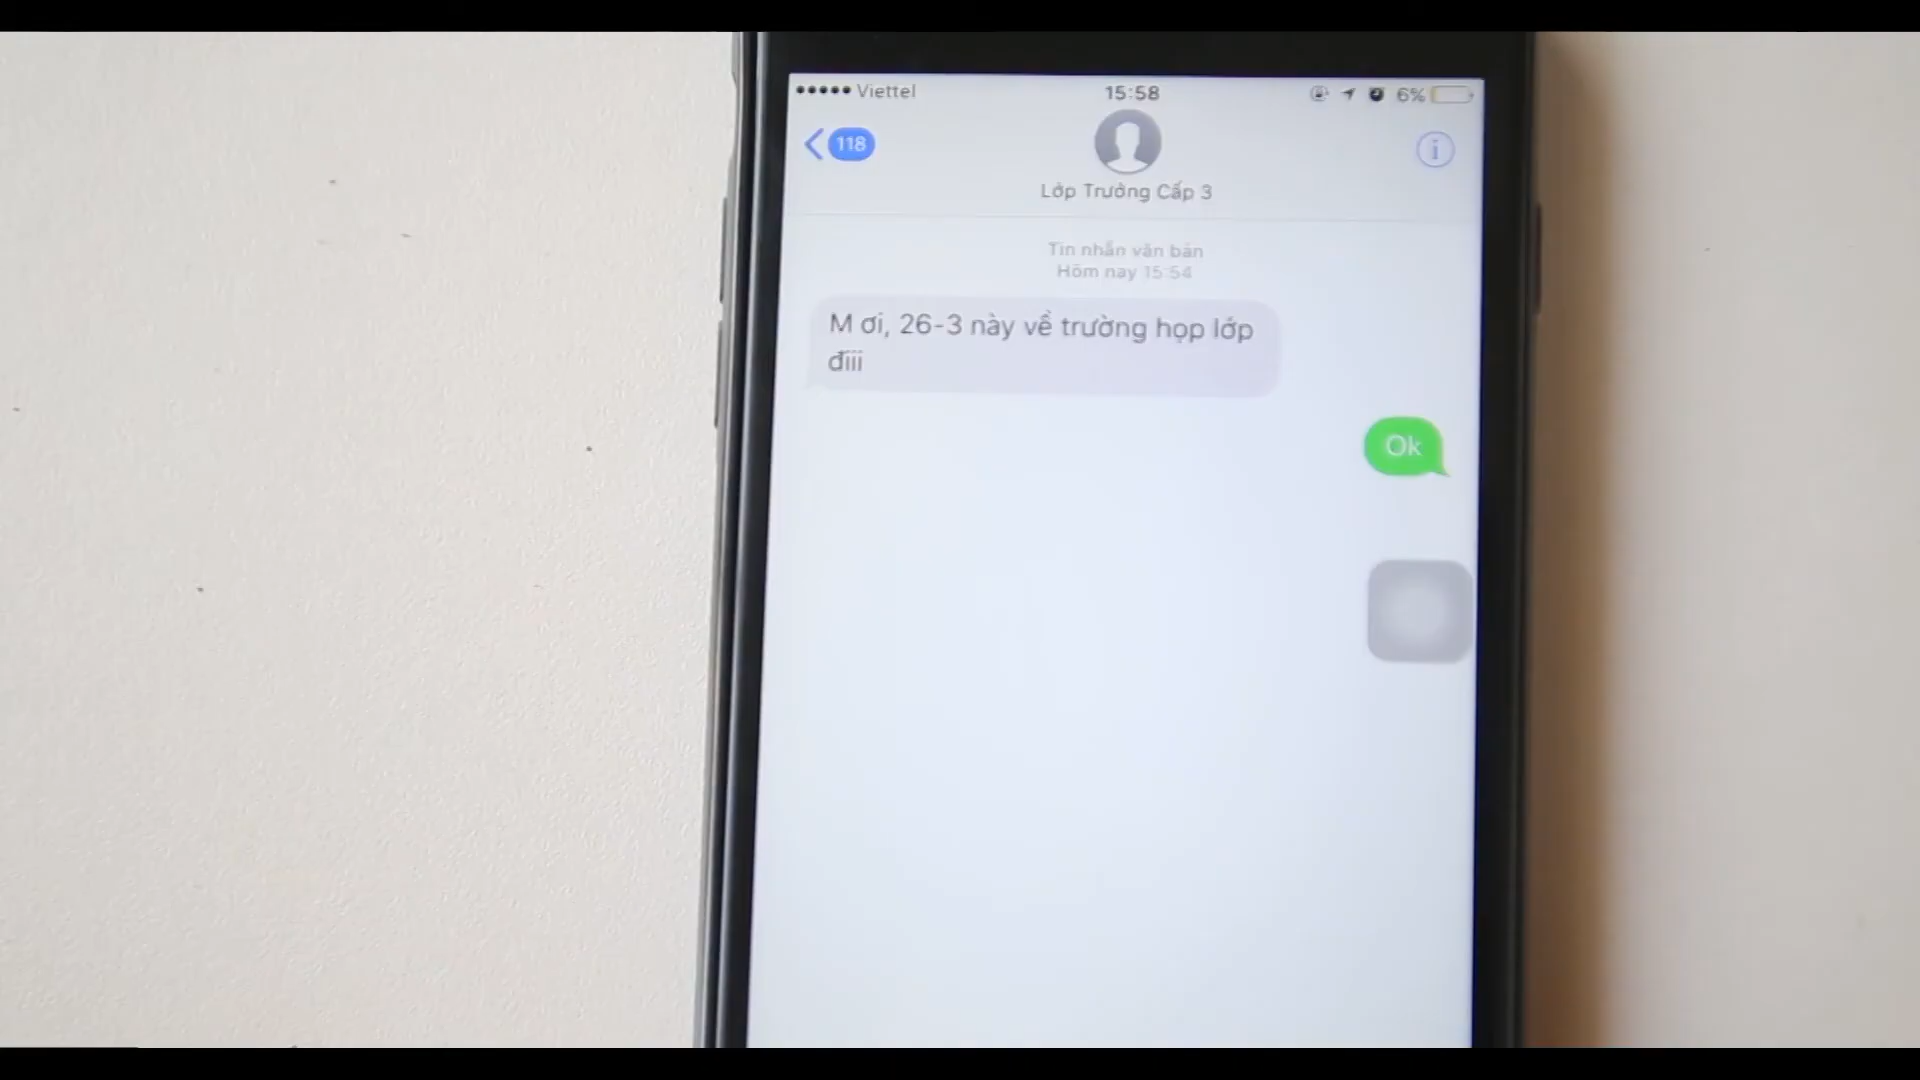 Viettel 15:58 6%
118
Lớp Trưởng Cấp 3
Tin nhắn văn bản
Hôm nay 15:54
M ơi, 26-3 này về trường họp lớp
điii
Ok